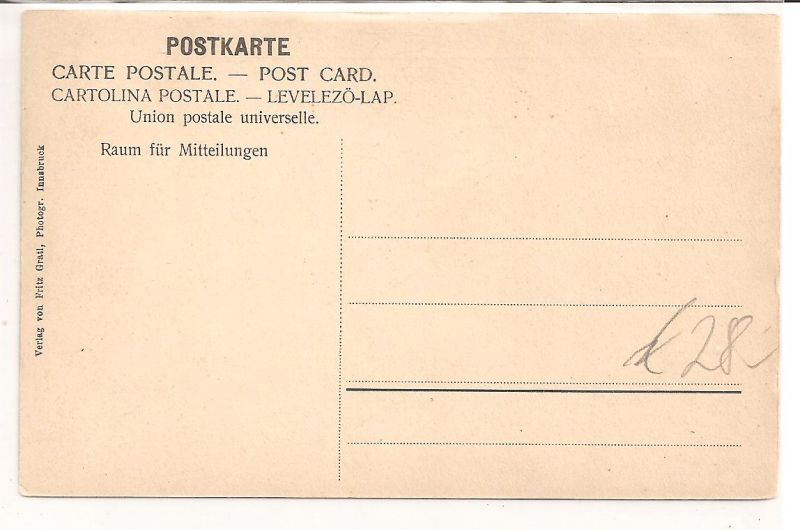 POSTKARTE
CARTE POSTALE. — POST CARD.
CARTOLINA POSTALE. — LEVELEZŐ-LAP.
Union postale universelle.
Raum für Mitteilungen
Verlag von Fritz Gratl, Photogr. Innsbruck
28